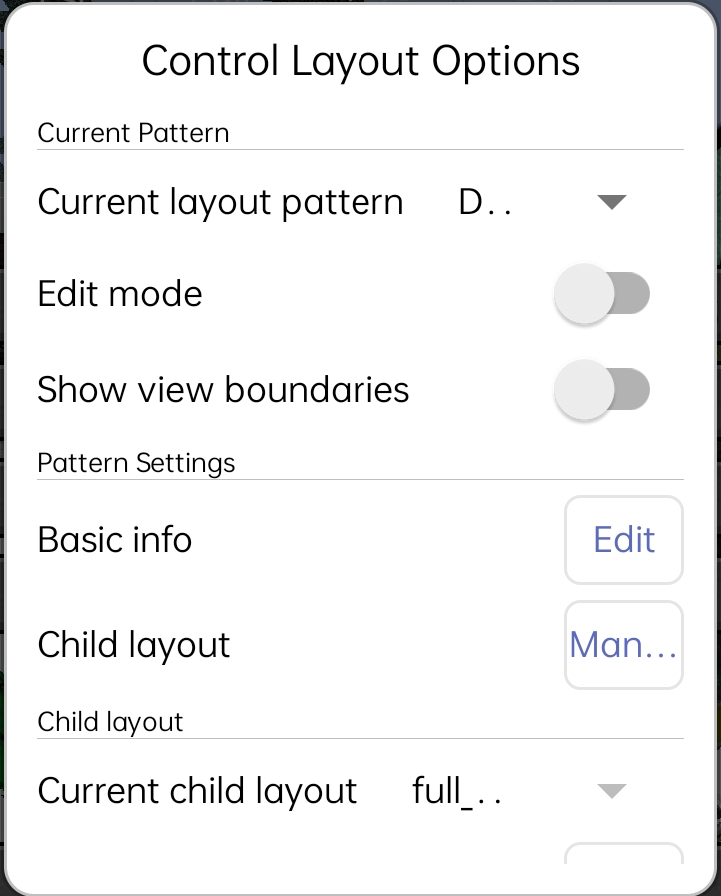 Control Layout Options
Current Pattern
Current layout pattern D. .
Edit mode
Show view boundaries
Pattern Settings
Basic info Edit
Child layout Man...
Child layout
Current child layout full_. .